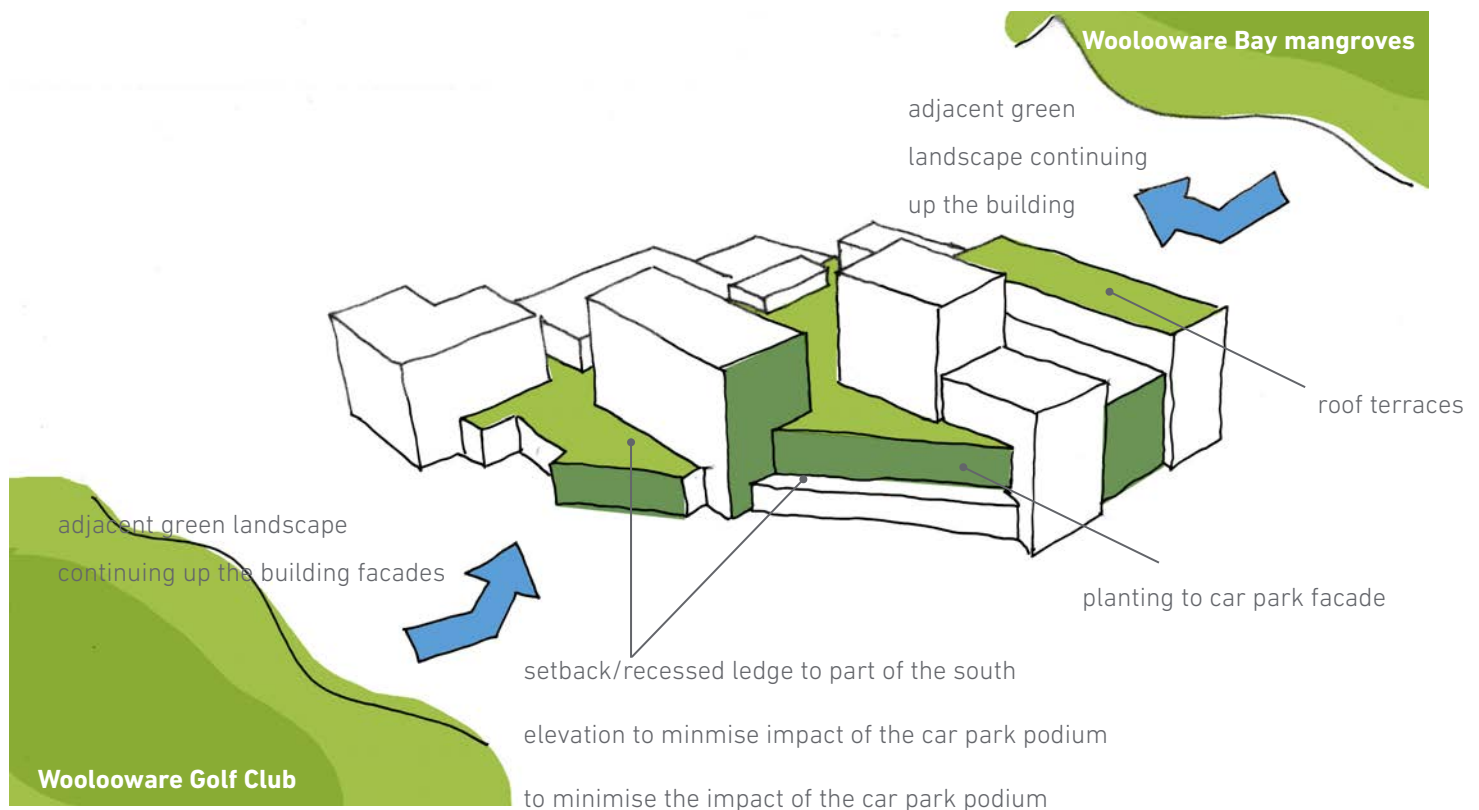 Woolooware Bay mangroves
adjacent green
landscape continuing
up the building
roof terraces
adjacent green landscape
continuing up the building facades
planting to car park facade
setback/recessed ledge to part of the south
elevation to minmise impact of the car park podium
to minimise the impact of the car park podium
Woolooware Golf Club